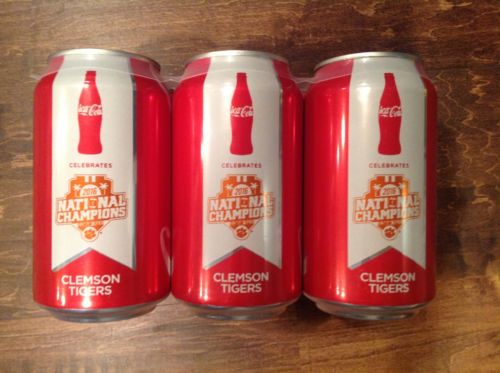 Coca-Cola
CELEBRATES
2016
NATIONAL
CHAMPIONS
CLEMSON
TIGERS
Coca-Cola
CELEBRATES
2016
NATIONAL
CHAMPIONS
CLEMSON
TIGERS
Coca-Cola
CELEBRATES
2016
NATIONAL
CHAMPIONS
CLEMSON
TIGERS